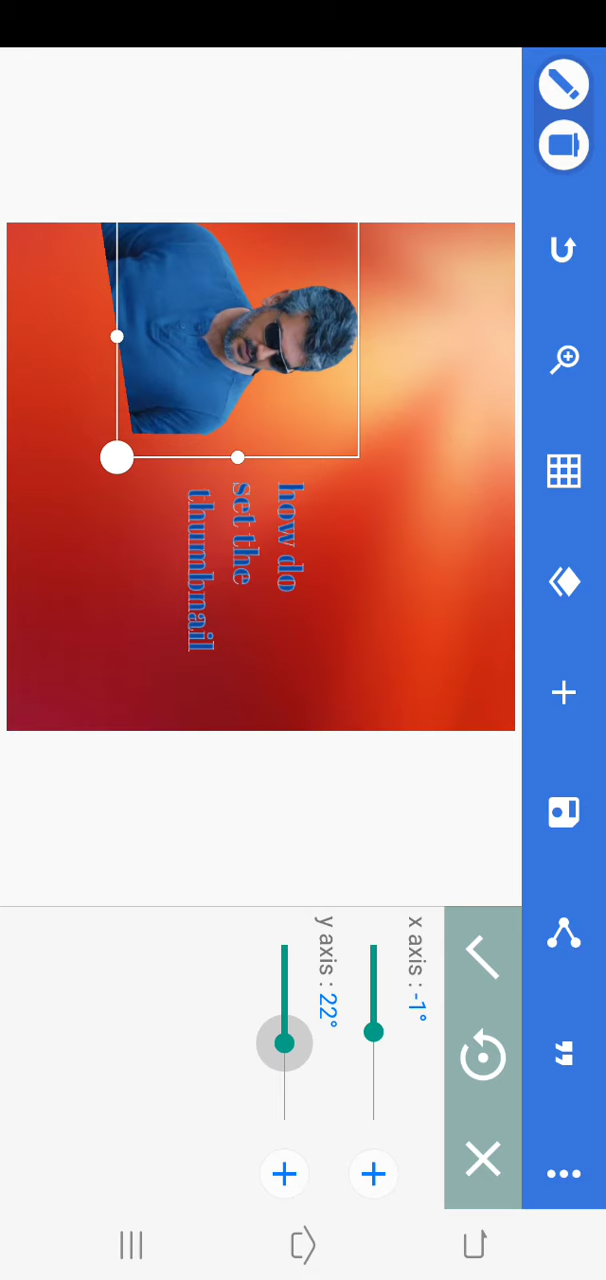 how do
set the
thumbnail
x axis : -1°
y axis : 22°